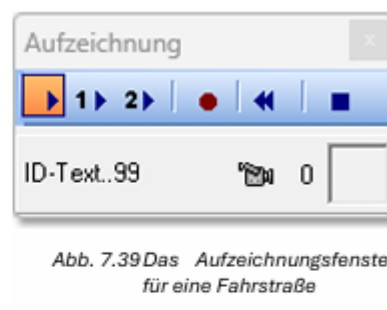 Aufzeichnung
1 2
ID-Text..99 0
Abb. 7.39 Das Aufzeichnungsfenste
für eine Fahrstraße